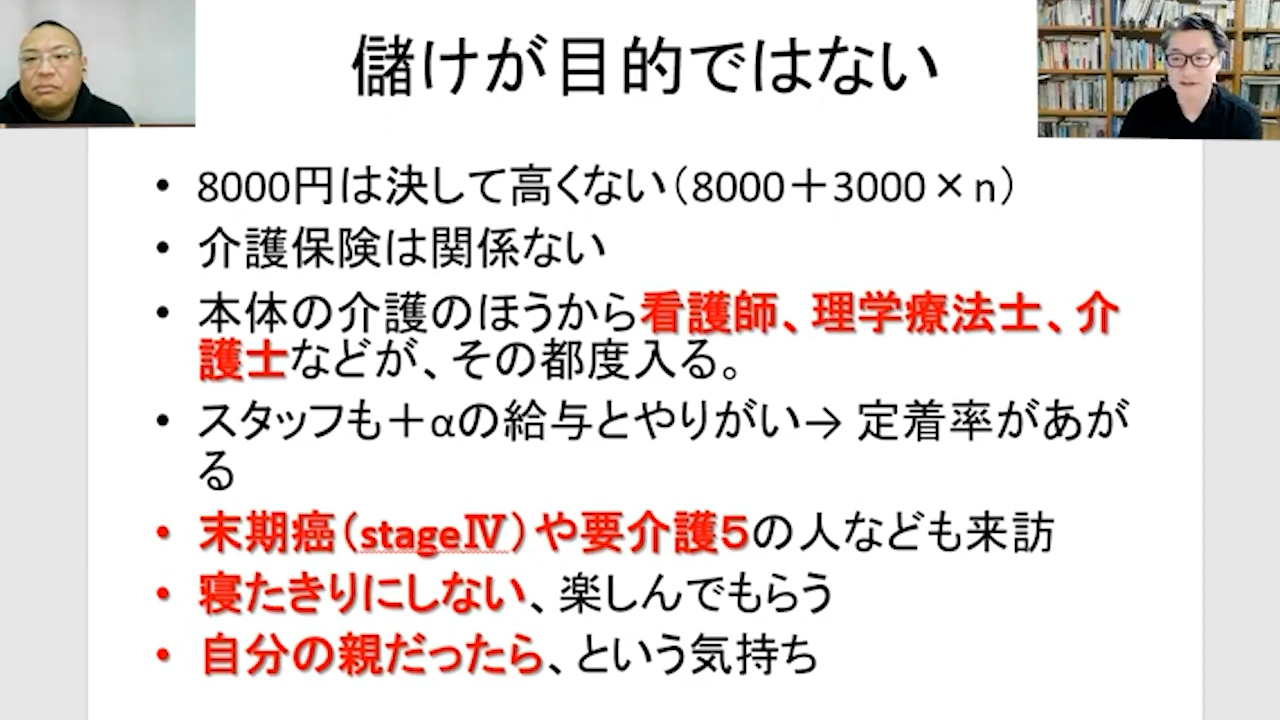 儲けが目的ではない
• 8000円は決して高くない（8000＋3000×n）
• 介護保険は関係ない
• 本体の介護のほうから看護師、理学療法士、介
護士などが、その都度入る。
• スタッフも＋αの給与とやりがい→ 定着率があが
る
• 末期癌（stageⅣ）や要介護５の人なども来訪
• 寝たきりにしない、楽しんでもらう
• 自分の親だったら、という気持ち